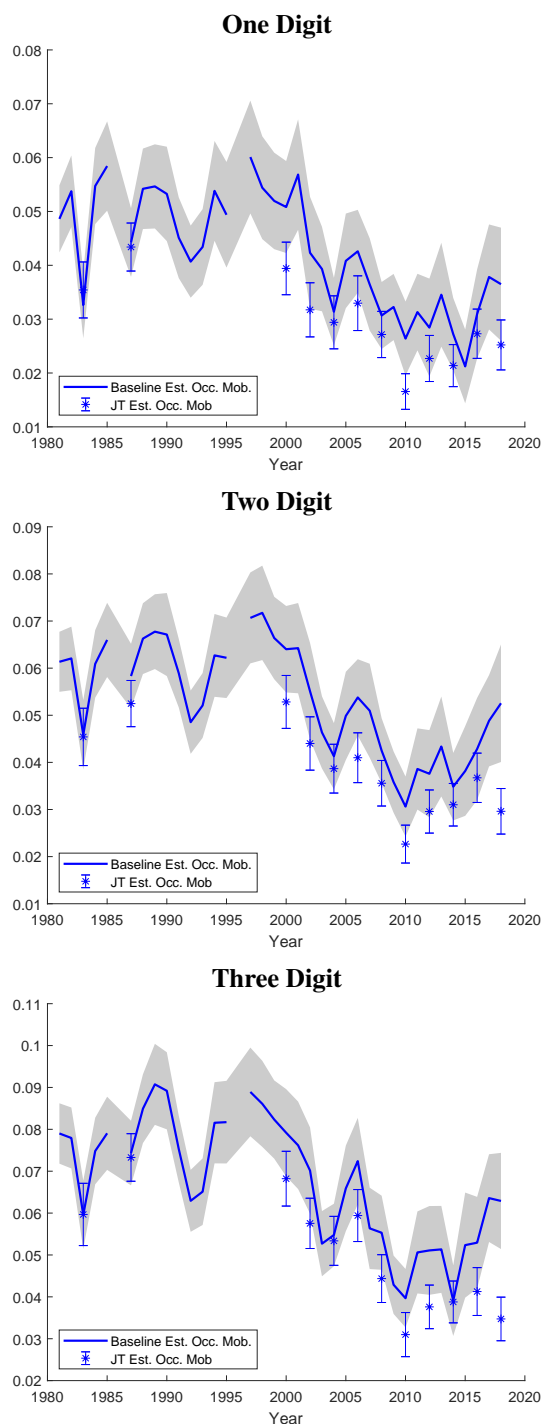 One Digit
0.08
0.07
0.06
0.05
0.04
0.03
0.02
0.01
Baseline Est. Occ. Mob.
JT Est. Occ. Mob
1980 1985 1990 1995 2000 2005 2010 2015 2020
Year
Two Digit
0.09
0.08
0.07
0.06
0.05
0.04
0.03
0.02
0.01
Baseline Est. Occ. Mob.
JT Est. Occ. Mob
1980 1985 1990 1995 2000 2005 2010 2015 2020
Year
Three Digit
0.11
0.1
0.09
0.08
0.07
0.06
0.05
0.04
0.03
0.02
Baseline Est. Occ. Mob.
JT Est. Occ. Mob
1980 1985 1990 1995 2000 2005 2010 2015 2020
Year